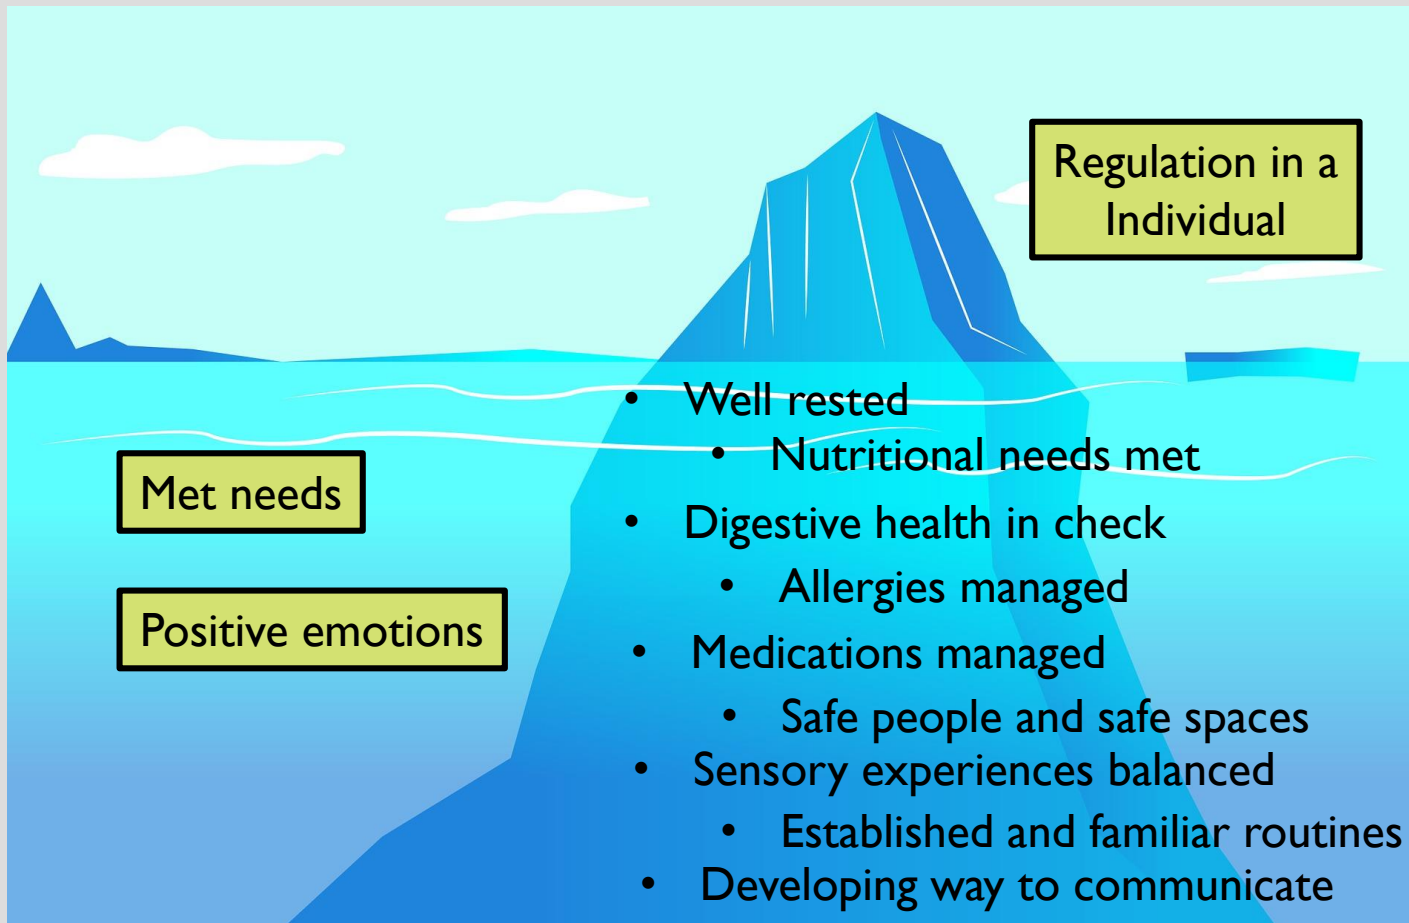 Regulation in a
Individual
• Well rested
• Nutritional needs met
Met needs
• Digestive health in check
• Allergies managed
Positive emotions
• Medications managed
• Safe people and safe spaces
• Sensory experiences balanced
• Established and familiar routines
• Developing way to communicate